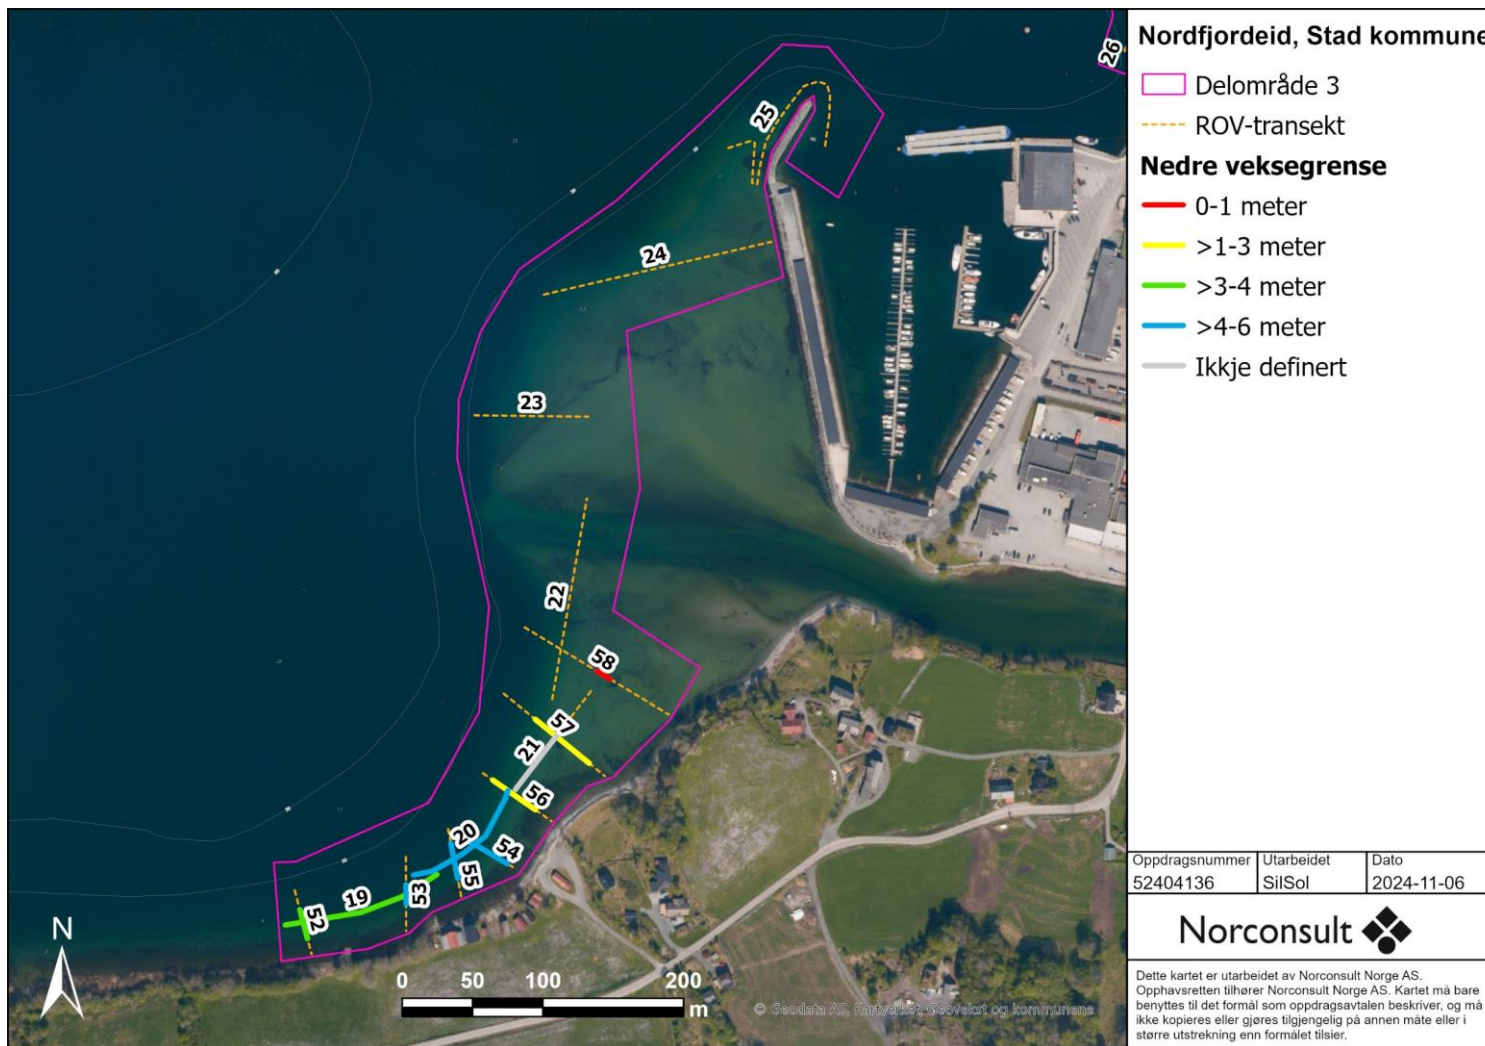 Nordfjordeid, Stad kommune
Delområde 3
ROV-transekt
Nedre veksegrense
0-1 meter
>1-3 meter
>3-4 meter
>4-6 meter
Ikkje definert
26
25
24
23
22
58
57
21
56
20
54
55
53
19
52
N
0 50 100 200
m
© Geodata AS, Kartverket, Geovekst og kommunene
Oppdragsnummer Utarbeidet Dato
52404136 SilSol 2024-11-06
Norconsult
Dette kartet er utarbeidet av Norconsult Norge AS.
Opphavsretten tilhører Norconsult Norge AS. Kartet må bare
benyttes til det formål som oppdragsavtalen beskriver, og må
ikke kopieres eller gjøres tilgjengelig på annen måte eller i
større utstrekning enn formålet tilsier.